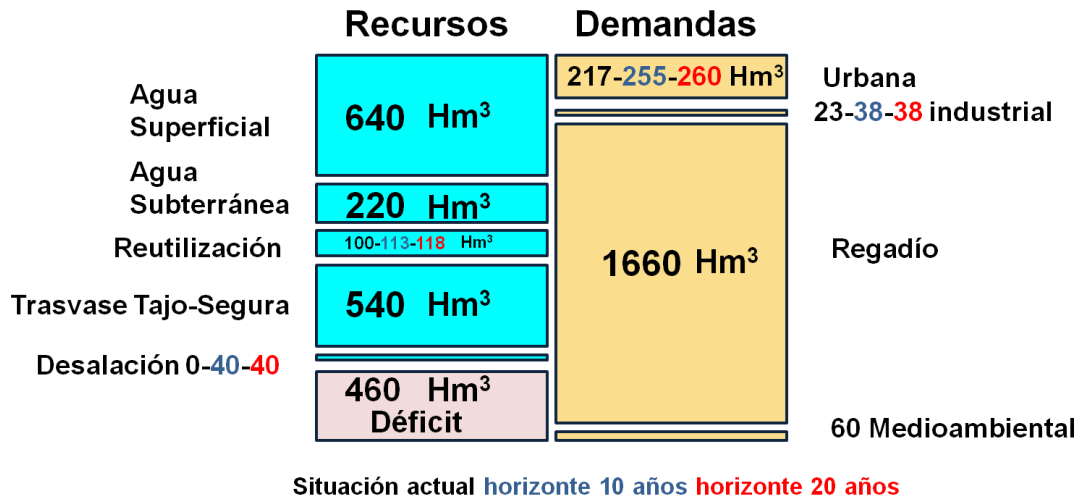 Recursos
Demandas
Agua
Superficial
640 Hm³
217-255-260 Hm³
Urbana
23-38-38 industrial
Agua
Subterránea
220 Hm³
Reutilización
100-113-118 Hm³
1660 Hm³
Regadío
Trasvase Tajo-Segura
540 Hm³
Desalación 0-40-40
460 Hm³
Déficit
60 Medioambiental
Situación actual horizonte 10 años horizonte 20 años